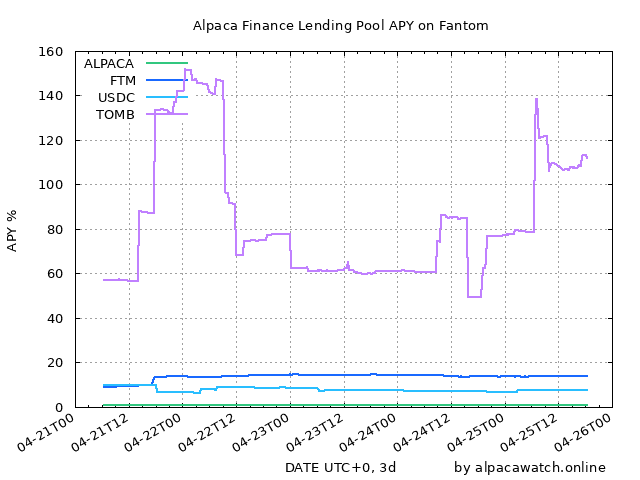 Alpaca Finance Lending Pool APY on Fantom
160
140
120
100
80
60
40
20
0
APY %
ALPACA
FTM
USDC
TOMB
04-21T00
04-21T12
04-22T00
04-22T12
04-23T00
04-23T12
04-24T00
04-24T12
04-25T00
04-25T12
04-26T00
DATE UTC+0, 3d
by alpacawatch.online